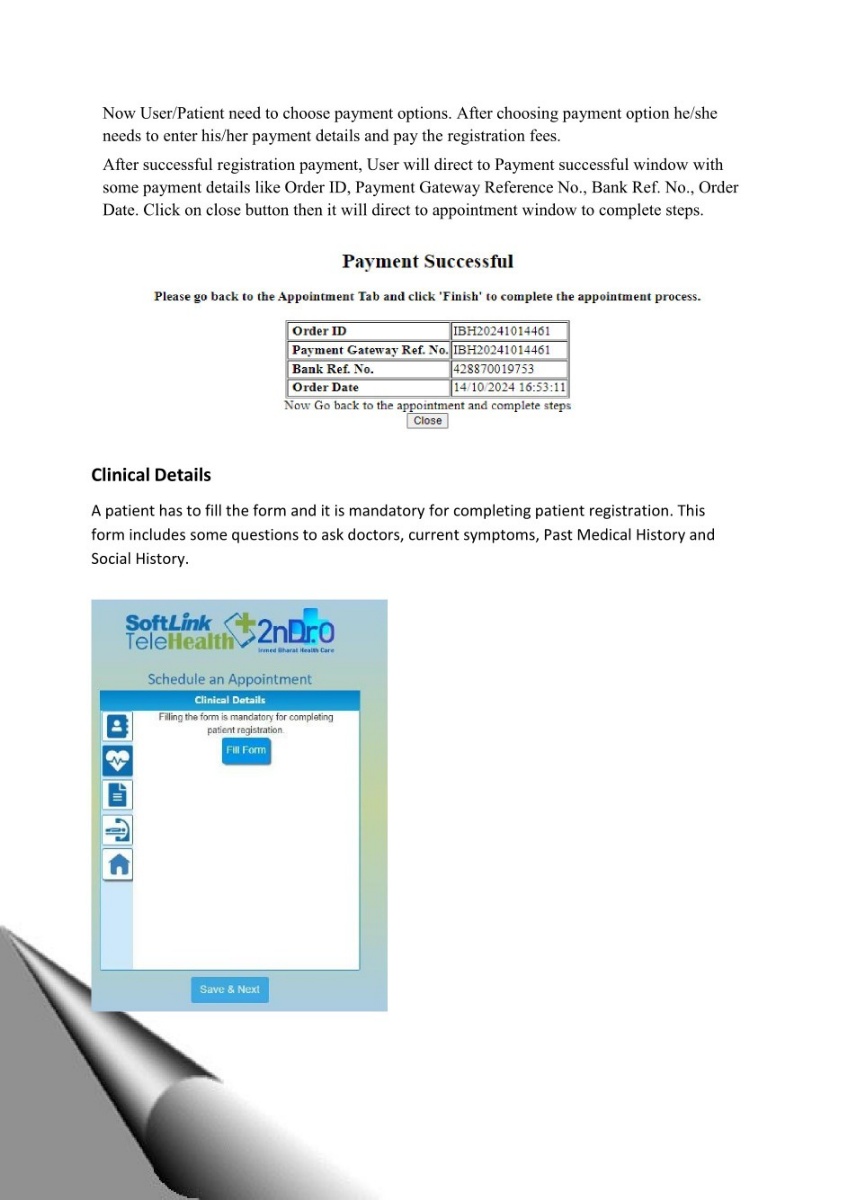 Now User/Patient need to choose payment options. After choosing payment option he/she
needs to enter his/her payment details and pay the registration fees.
After successful registration payment, User will direct to Payment successful window with
some payment details like Order ID, Payment Gateway Reference No., Bank Ref. No., Order
Date. Click on close button then it will direct to appointment window to complete steps.
Payment Successful
Please go back to the Appointment Tab and click 'Finish' to complete the appointment process.
Order ID IBH20241014461
Payment Gateway Ref. No. IBH20241014461
Bank Ref. No. 428870019753
Order Date 14/10/2024 16:53:11
Now Go back to the appointment and complete steps
Close
Clinical Details
A patient has to fill the form and it is mandatory for completing patient registration. This
form includes some questions to ask doctors, current symptoms, Past Medical History and
Social History.
SoftLink
TeleHealth
2nDrO
Bharat Health Care
Schedule an Appointment
Clinical Details
Filling the form is mandatory for completing
patient registration.
Fill Form
Save & Next